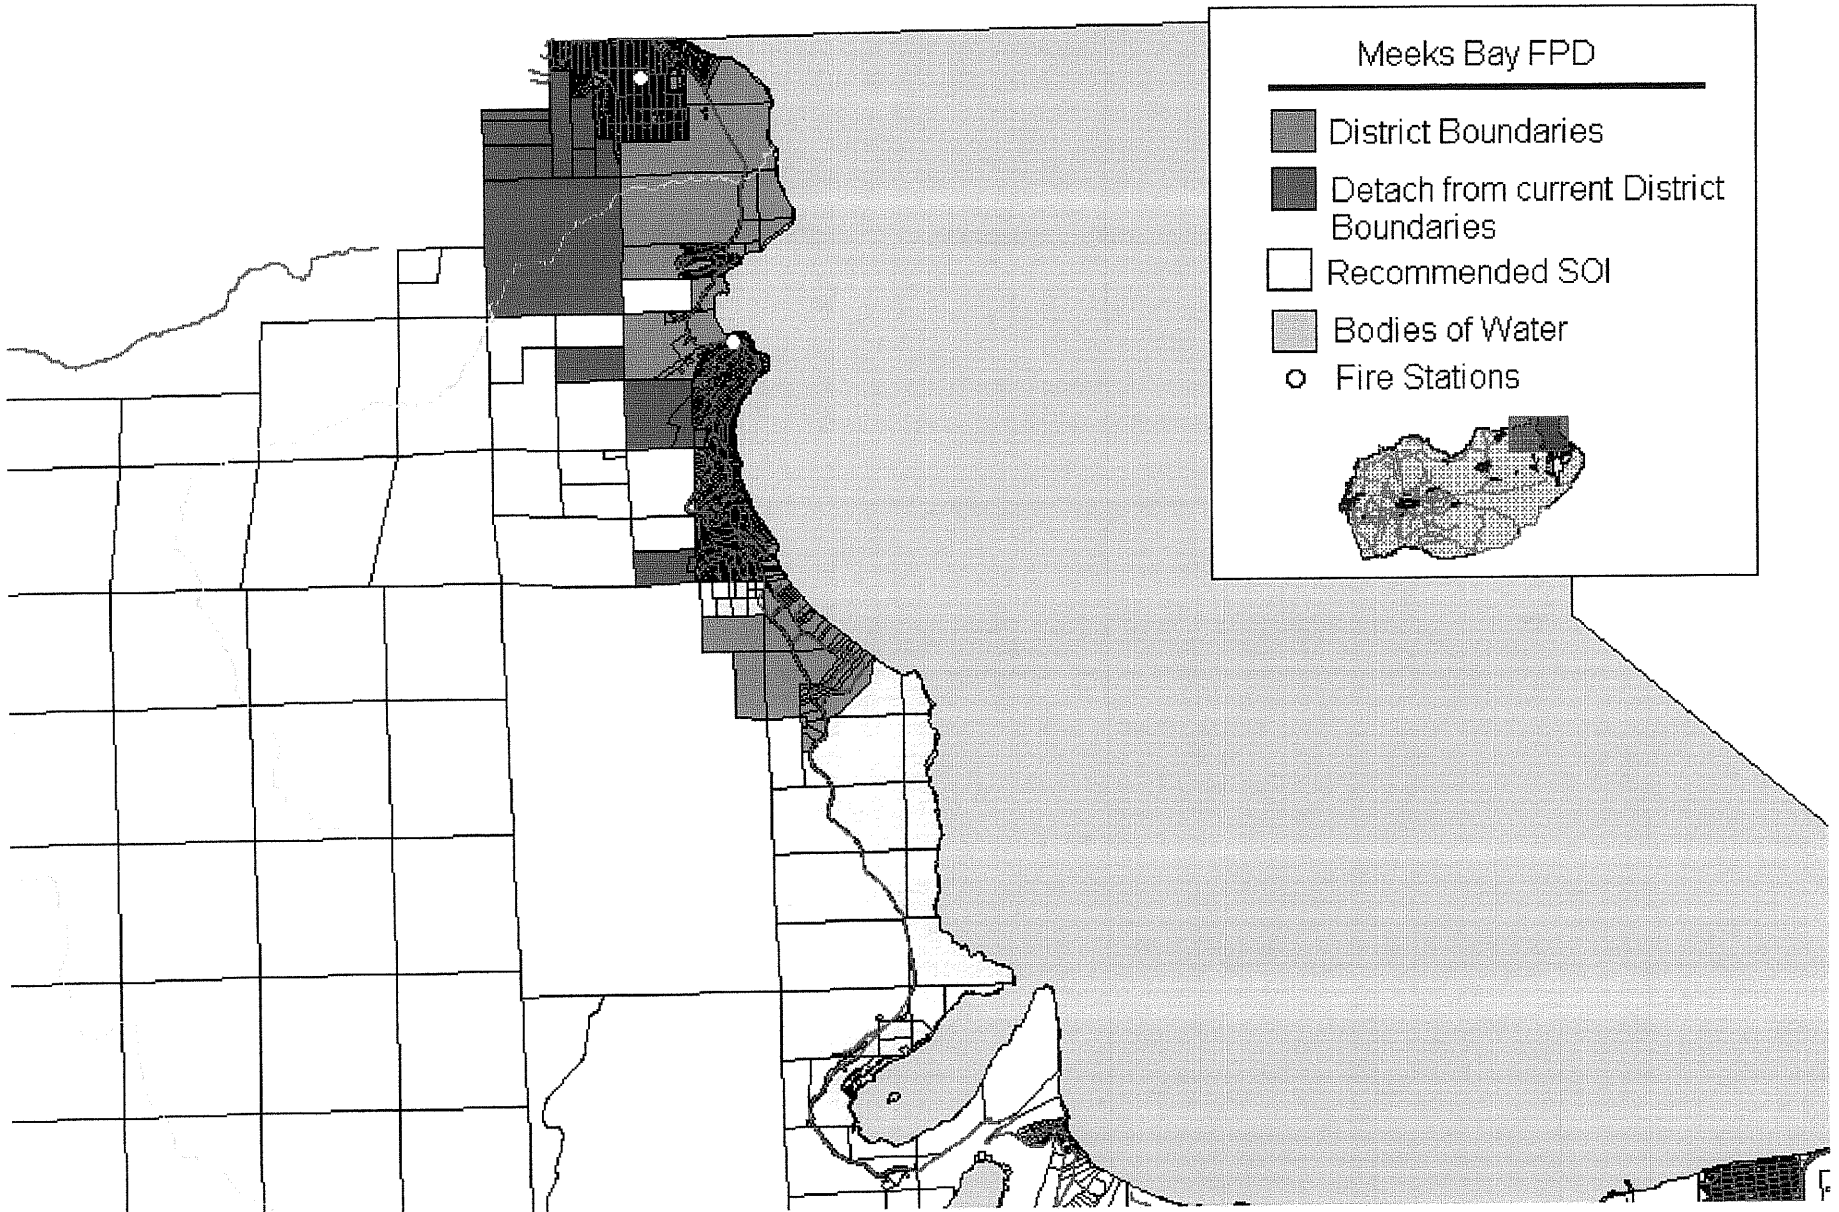 Meeks Bay FPD
District Boundaries
Detach from current District
Boundaries
Recommended SOI
Bodies of Water
Fire Stations